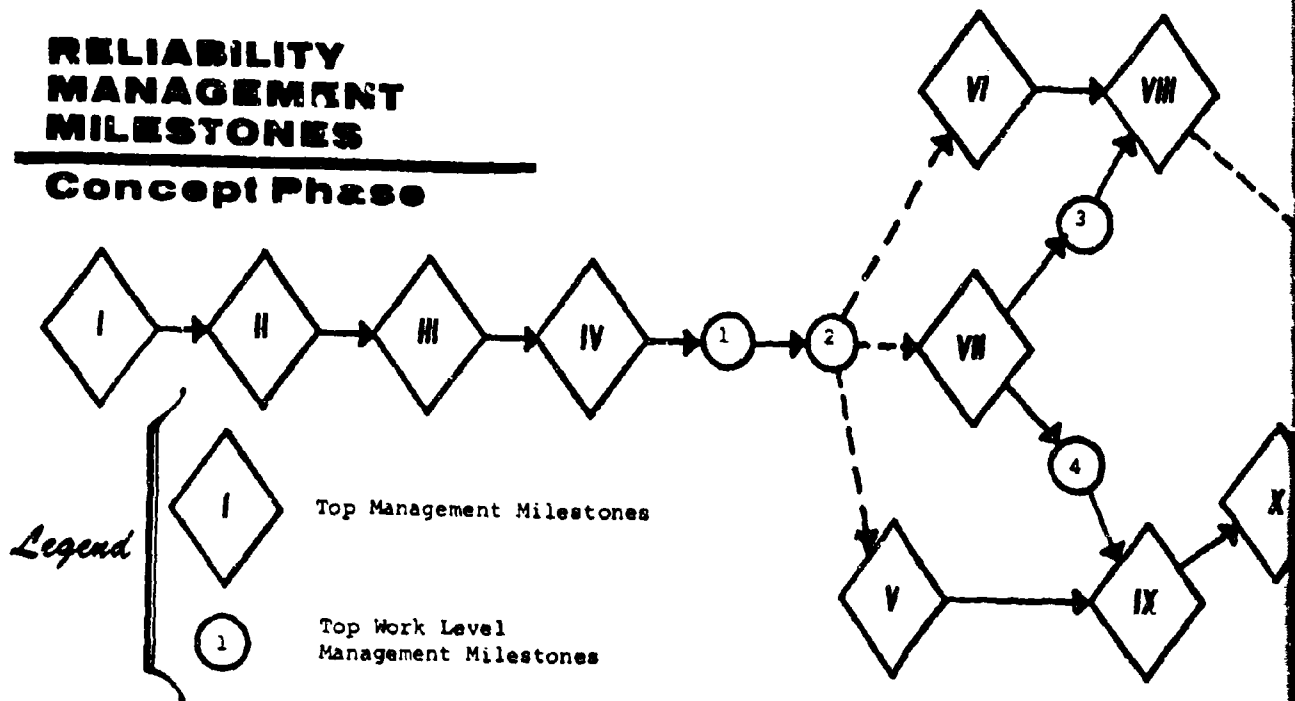 RELIABILITY
MANAGEMENT
MILESTONES
Concept Phase
VI
VIII
3
I
II
III
IV
1
2
VII
4
X
V
IX
Legend
I
Top Management Milestones
1
Top Work Level
Management Milestones